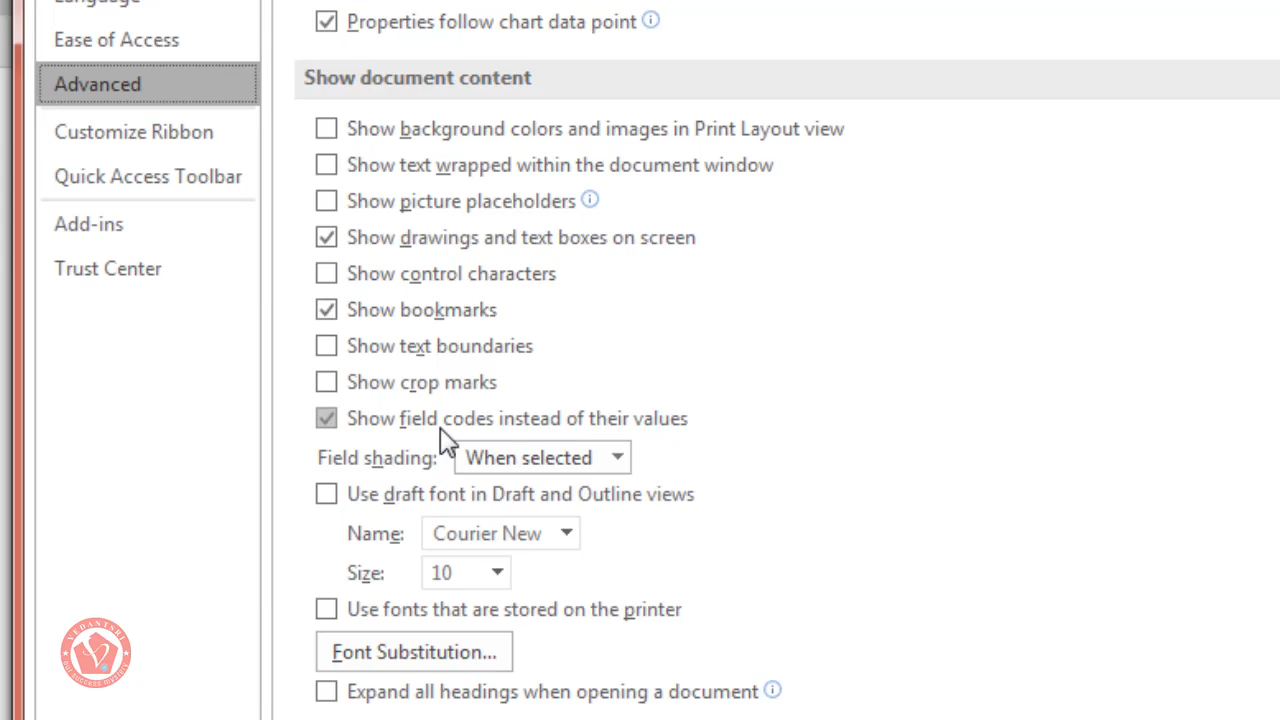 Language
Ease of Access
Advanced
Customize Ribbon
Quick Access Toolbar
Add-ins
Trust Center
Properties follow chart data point
Show document content
Show background colors and images in Print Layout view
Show text wrapped within the document window
Show picture placeholders
Show drawings and text boxes on screen
Show control characters
Show bookmarks
Show text boundaries
Show crop marks
Show field codes instead of their values
Field shading: When selected
Use draft font in Draft and Outline views
Name: Courier New
Size: 10
Use fonts that are stored on the printer
Font Substitution...
Expand all headings when opening a document
VEDANTSRI